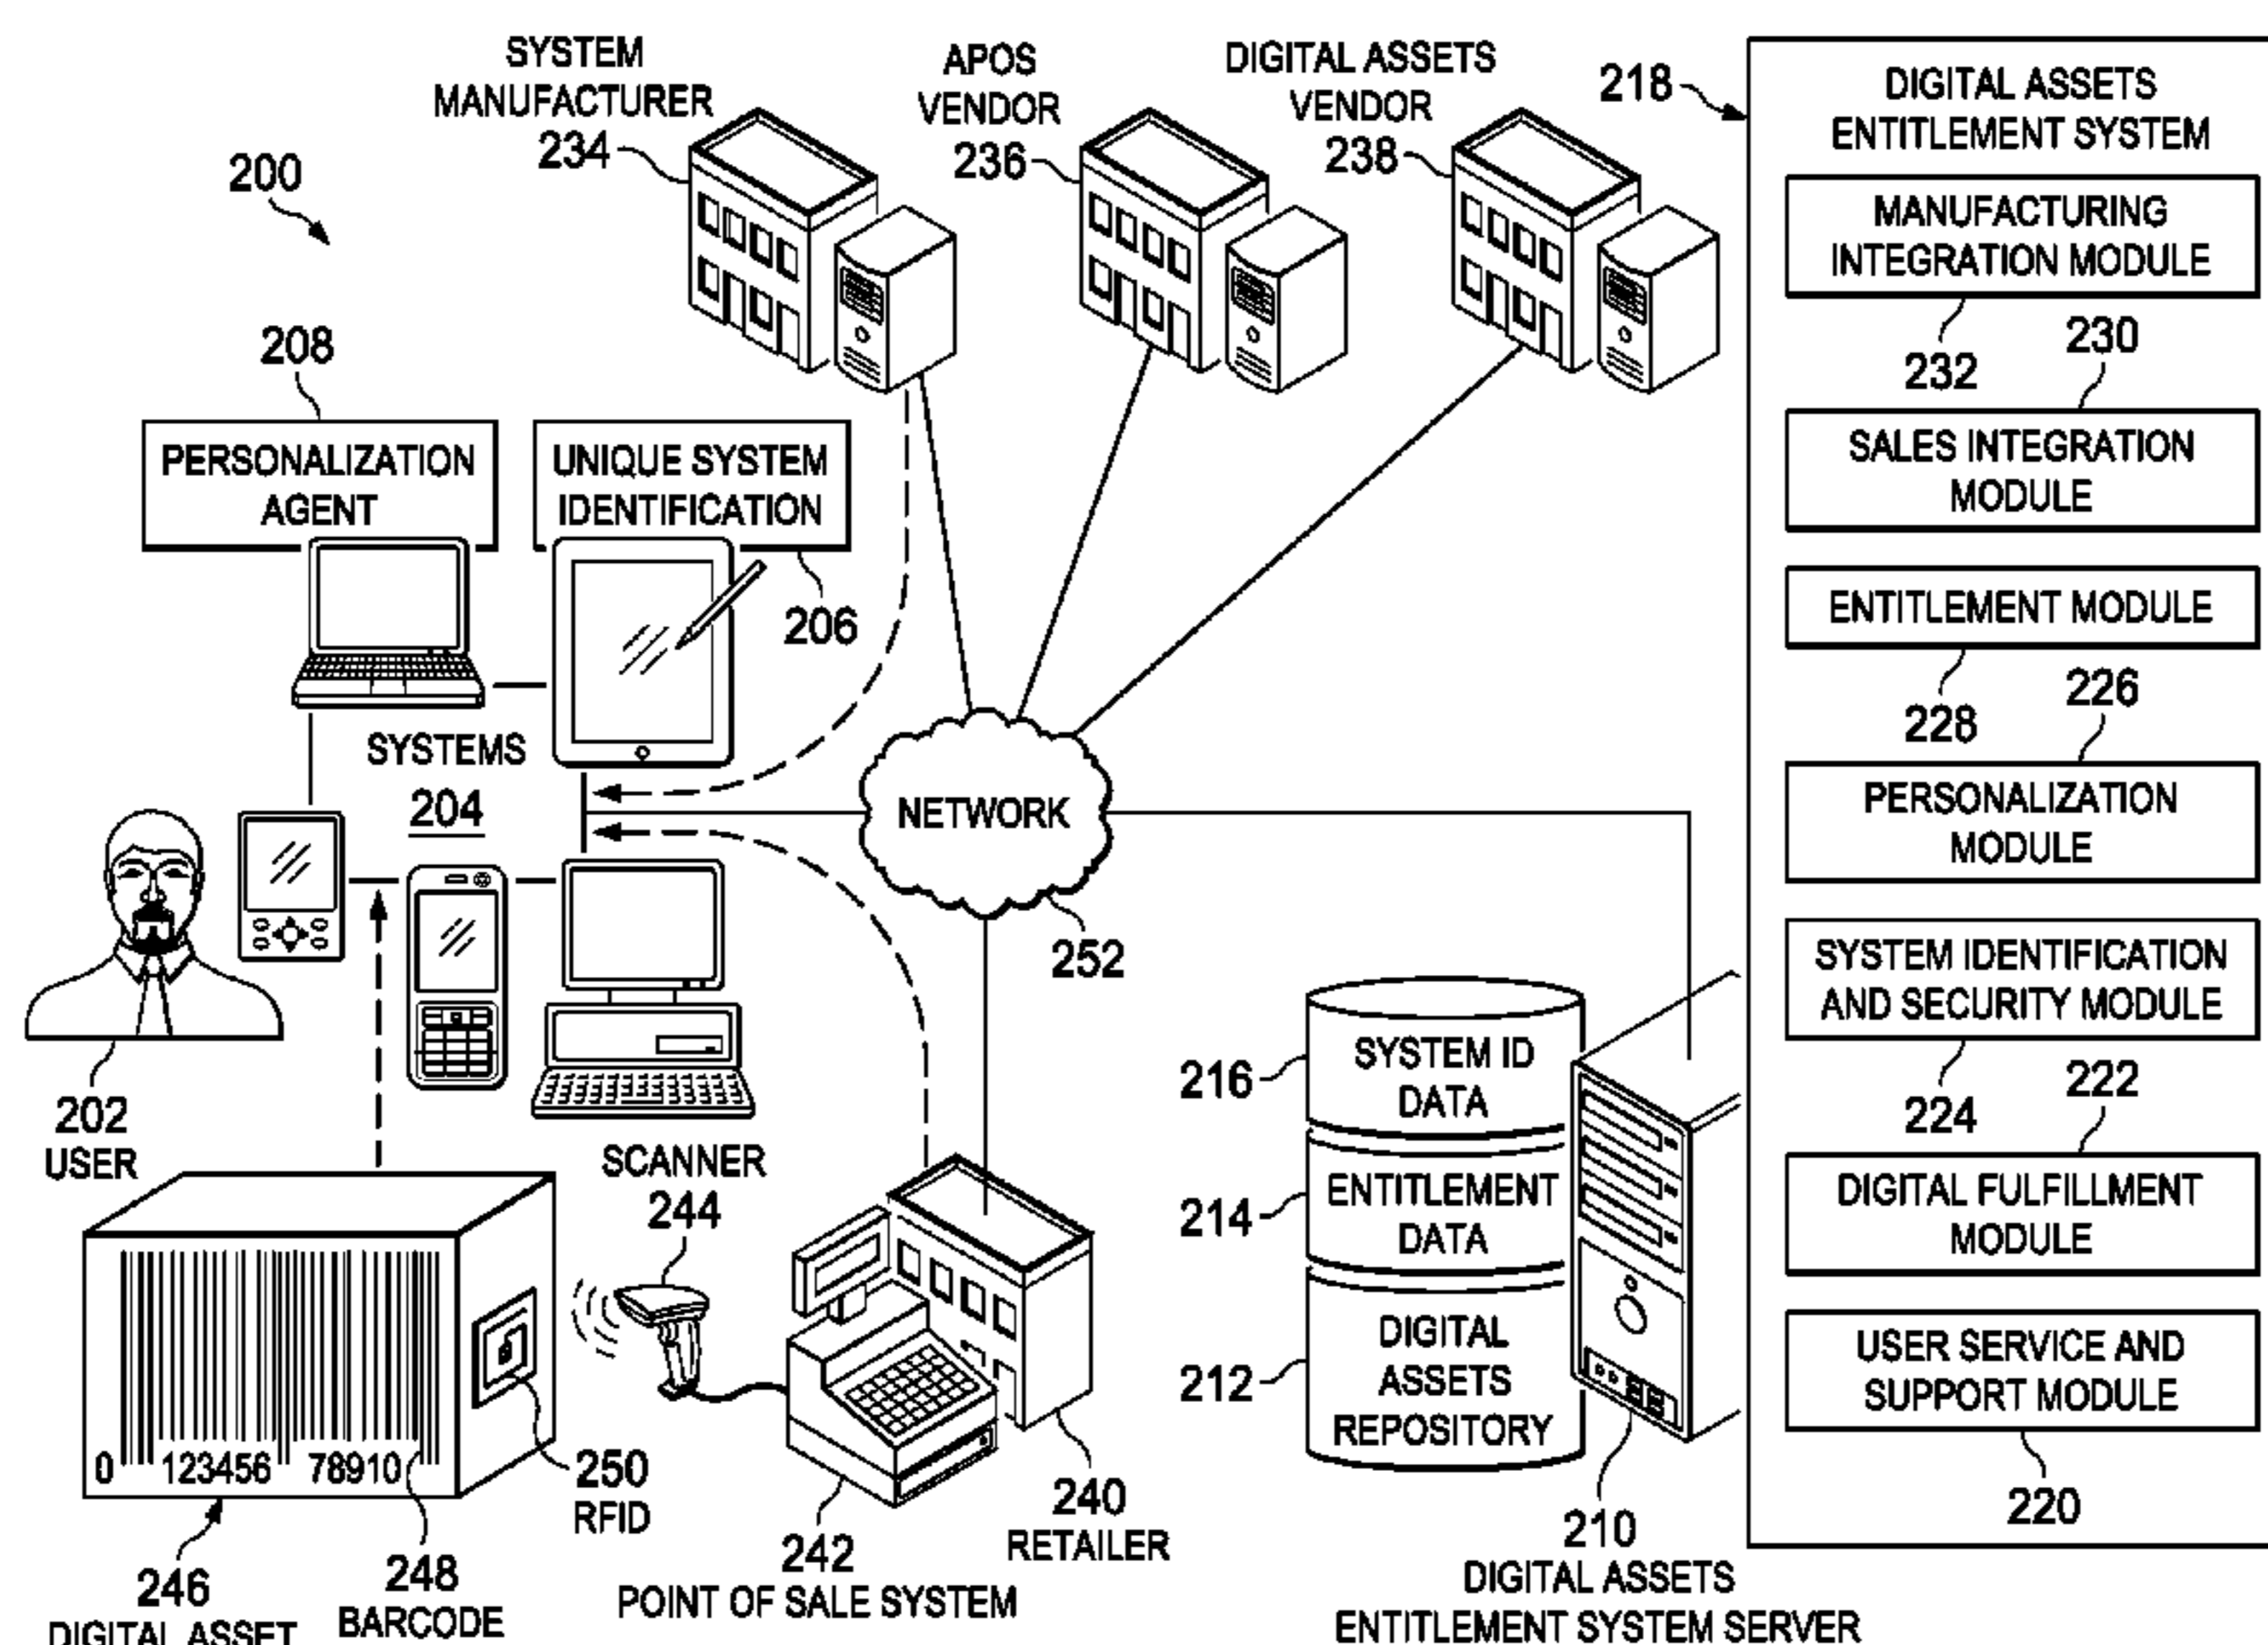 SYSTEM
MANUFACTURER
234
APOS
VENDOR
236
DIGITAL ASSETS
VENDOR
238
218
DIGITAL ASSETS
ENTITLEMENT SYSTEM
MANUFACTURING
INTEGRATION MODULE
232
230
SALES INTEGRATION
MODULE
ENTITLEMENT MODULE
228
226
PERSONALIZATION
MODULE
SYSTEM IDENTIFICATION
AND SECURITY MODULE
224
222
DIGITAL FULFILLMENT
MODULE
USER SERVICE AND
SUPPORT MODULE
220
200
208
PERSONALIZATION
AGENT
UNIQUE SYSTEM
IDENTIFICATION
206
SYSTEMS
204
NETWORK
252
202
USER
SCANNER
244
216
SYSTEM ID
DATA
214
ENTITLEMENT
DATA
212
DIGITAL
ASSETS
REPOSITORY
0 123456 78910
250
RFID
246
DIGITAL ASSET
248
BARCODE
242
POINT OF SALE SYSTEM
240
RETAILER
210
DIGITAL ASSETS
ENTITLEMENT SYSTEM SERVER